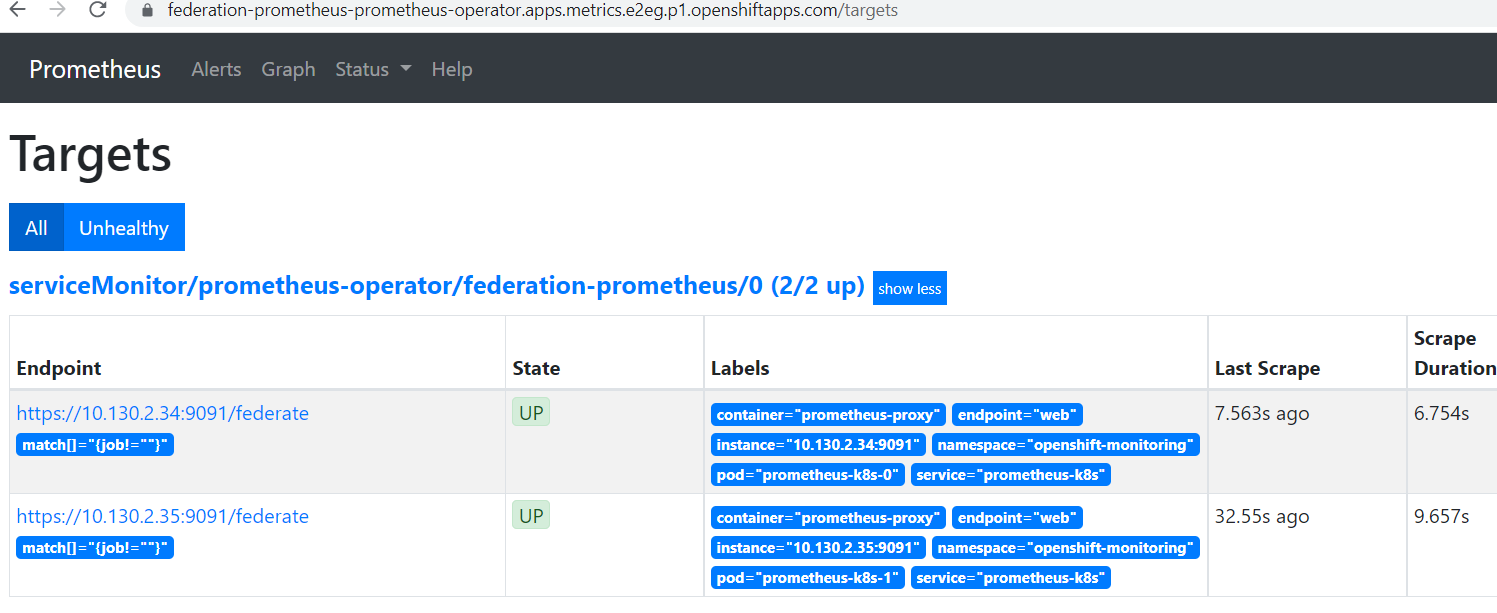 federation-prometheus-prometheus-operator.apps.metrics.e2eg.p1.openshiftapps.com/targets
Prometheus Alerts Graph Status Help
Targets
All Unhealthy
serviceMonitor/prometheus-operator/federation-prometheus/0 (2/2 up) show less
Endpoint State Labels Last Scrape Scrape Duration
https://10.130.2.34:9091/federate UP container="prometheus-proxy" endpoint="web" 7.563s ago 6.754s
match[]="{job!=""}" instance="10.130.2.34:9091" namespace="openshift-monitoring"
pod="prometheus-k8s-0" service="prometheus-k8s"
https://10.130.2.35:9091/federate UP container="prometheus-proxy" endpoint="web" 32.55s ago 9.657s
match[]="{job!=""}" instance="10.130.2.35:9091" namespace="openshift-monitoring"
pod="prometheus-k8s-1" service="prometheus-k8s"